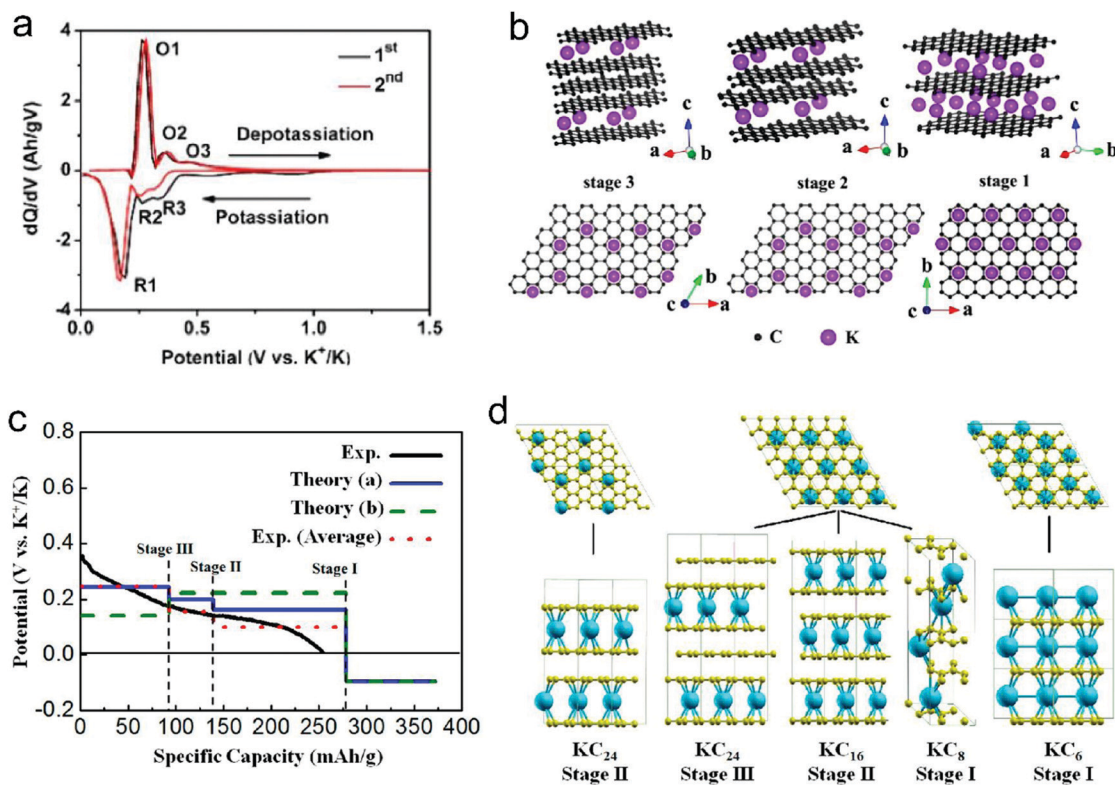 a
4
2
0
-2
-4
dQ/dV (Ah/gV)
O1
O2
O3
1st
2nd
Depotassiation
Potassiation
R1
R2
R3
0.0
0.5
1.0
1.5
Potential (V vs. K+/K)
b
c
a
b
c
a
b
c
a
b
stage 3
stage 2
stage 1
b
c
a
b
c
a
b
c
a
C
K
c
0.8
0.6
0.4
0.2
0.0
-0.2
Potential (V vs. K+/K)
Exp.
Theory (a)
Theory (b)
Exp. (Average)
Stage III
Stage II
Stage I
0 50 100 150 200 250 300 350 400
Specific Capacity (mAh/g)
d
KC24
Stage II
KC24
Stage III
KC16
Stage II
KC8
Stage I
KC6
Stage I